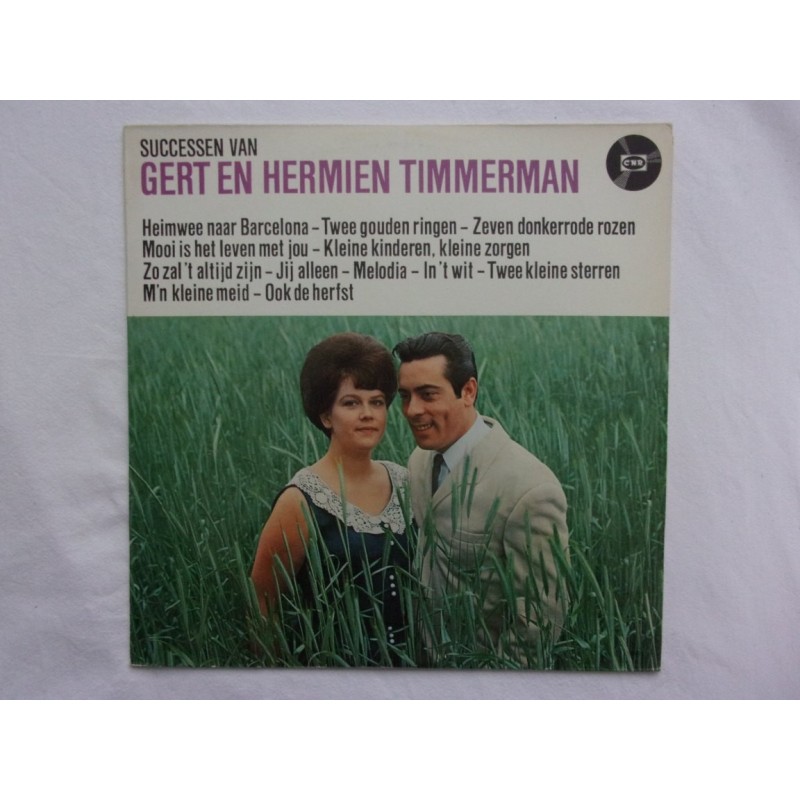 SUCCESSEN VAN
GERT EN HERMIEN TIMMERMAN
CNR
Heimwee naar Barcelona – Twee gouden ringen – Zeven donkerrode rozen
Mooi is het leven met jou – Kleine kinderen, kleine zorgen
Zo zal 't altijd zijn – Jij alleen – Melodia – In 't wit – Twee kleine sterren
M'n kleine meid – Ook de herfst